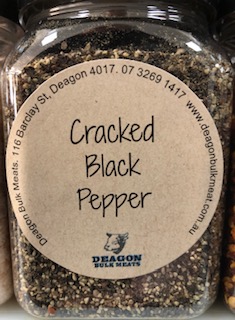 Deagon Bulk Meats. 116 Barclay St, Deagon 4017. 07 3269 1417 www.deagonbulkmeat.com.au
Cracked
Black
Pepper
DEAGON
BULK MEATS